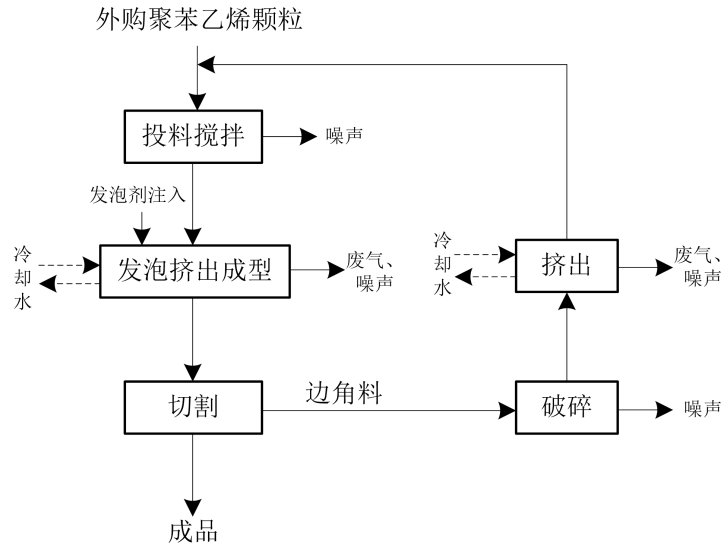 外购聚苯乙烯颗粒
投料搅拌
噪声
发泡剂注入
冷却水
发泡挤出成型
废气、
噪声
冷却水
挤出
废气、
噪声
切割
边角料
破碎
噪声
成品